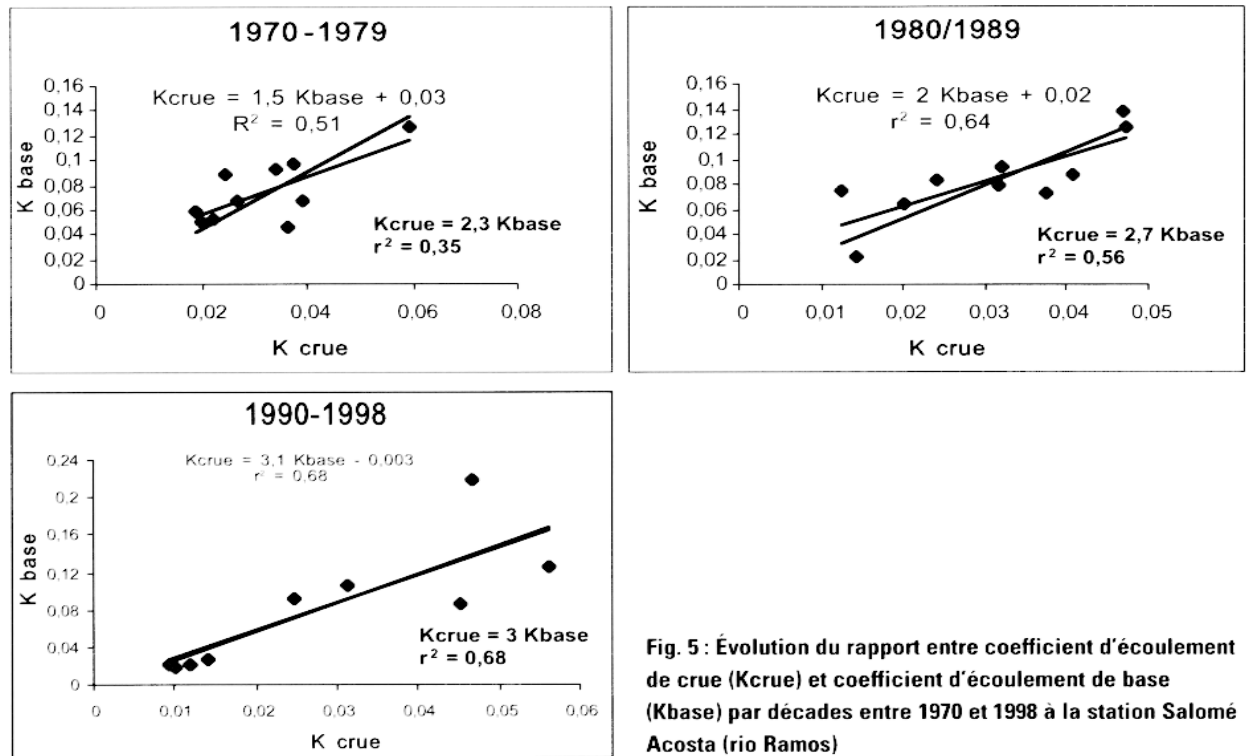 1970-1979
Kcrue = 1,5 Kbase + 0,03
R² = 0,51
K base
0,16
0,14
0,12
0,1
0,08
0,06
0,04
0,02
0
Kcrue = 2,3 Kbase
r² = 0,35
0 0,02 0,04 0,06 0,08
K crue
1980/1989
Kcrue = 2 Kbase + 0,02
r² = 0,64
K base
0,16
0,14
0,12
0,1
0,08
0,06
0,04
0,02
0
Kcrue = 2,7 Kbase
r² = 0,56
0 0,01 0,02 0,03 0,04 0,05
K crue
1990-1998
Kcrue = 3,1 Kbase - 0,003
r² = 0,68
K base
0,24
0,2
0,16
0,12
0,08
0,04
0
Kcrue = 3 Kbase
r² = 0,68
0 0,01 0,02 0,03 0,04 0,05 0,06
K crue
Fig. 5 : Évolution du rapport entre coefficient d'écoulement
de crue (Kcrue) et coefficient d'écoulement de base
(Kbase) par décades entre 1970 et 1998 à la station Salomé
Acosta (rio Ramos)